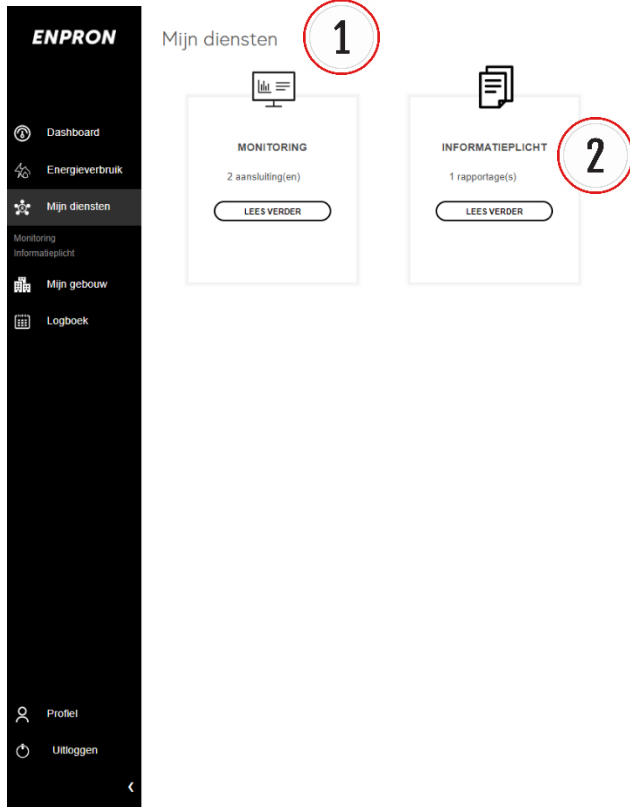 ENPRON
Dashboard
Energieverbruik
Mijn diensten
Monitoring
Informatieplicht
Mijn gebouw
Logboek
Profiel
Uitloggen
Mijn diensten
1
MONITORING
2 aansluiting(en)
LEES VERDER
INFORMATIEPLICHT
2
1 rapportage(s)
LEES VERDER